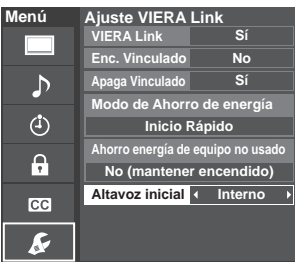 Menú
Ajuste VIERA Link
VIERA Link Sí
Enc. Vinculado No
Apaga Vinculado Sí
Modo de Ahorro de energía
Inicio Rápido
Ahorro energía de equipo no usado
No (mantener encendido)
Altavoz inicial Interno
CC